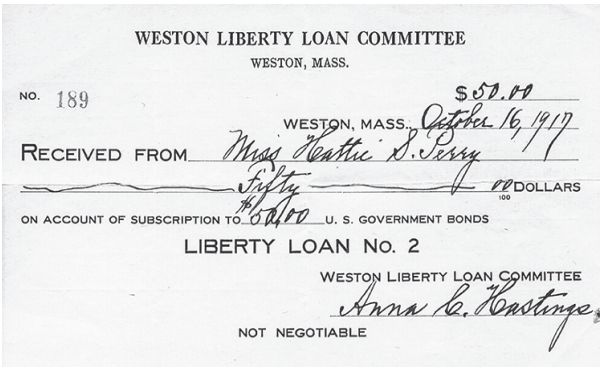 WESTON LIBERTY LOAN COMMITTEE
WESTON, MASS.
NO. 189 $50.00
WESTON, MASS. October 16, 1917
RECEIVED FROM Miss Hattie S. Perry
Fifty 00/100 DOLLARS
ON ACCOUNT OF SUBSCRIPTION TO $50.00 U. S. GOVERNMENT BONDS
LIBERTY LOAN NO. 2
WESTON LIBERTY LOAN COMMITTEE
Anna C. Hastings
NOT NEGOTIABLE